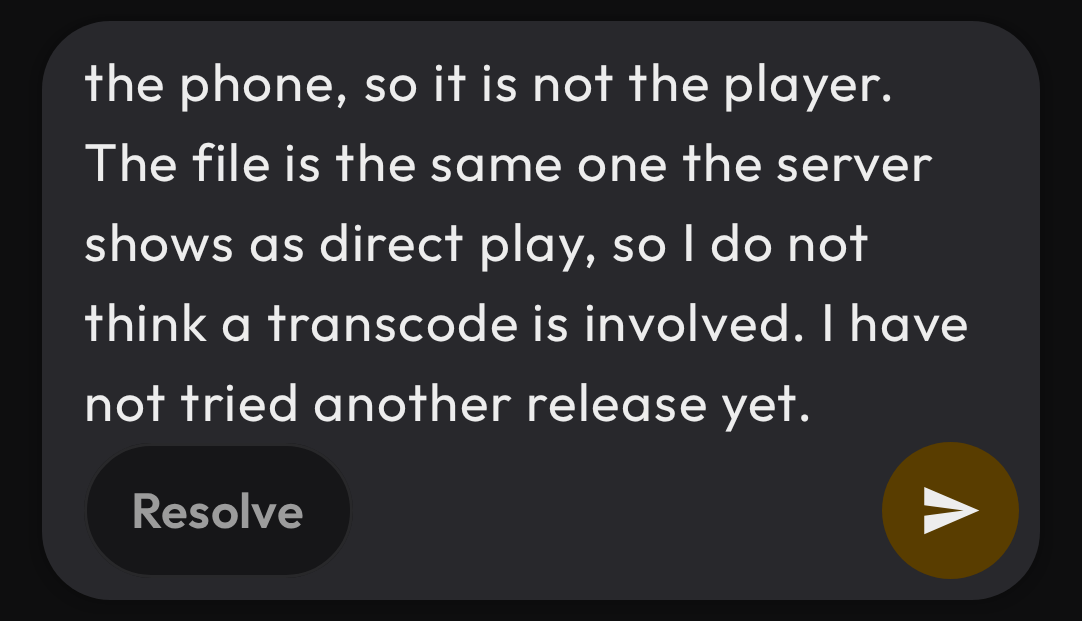 the phone, so it is not the player.
The file is the same one the server
shows as direct play, so I do not
think a transcode is involved. I have
not tried another release yet.
Resolve